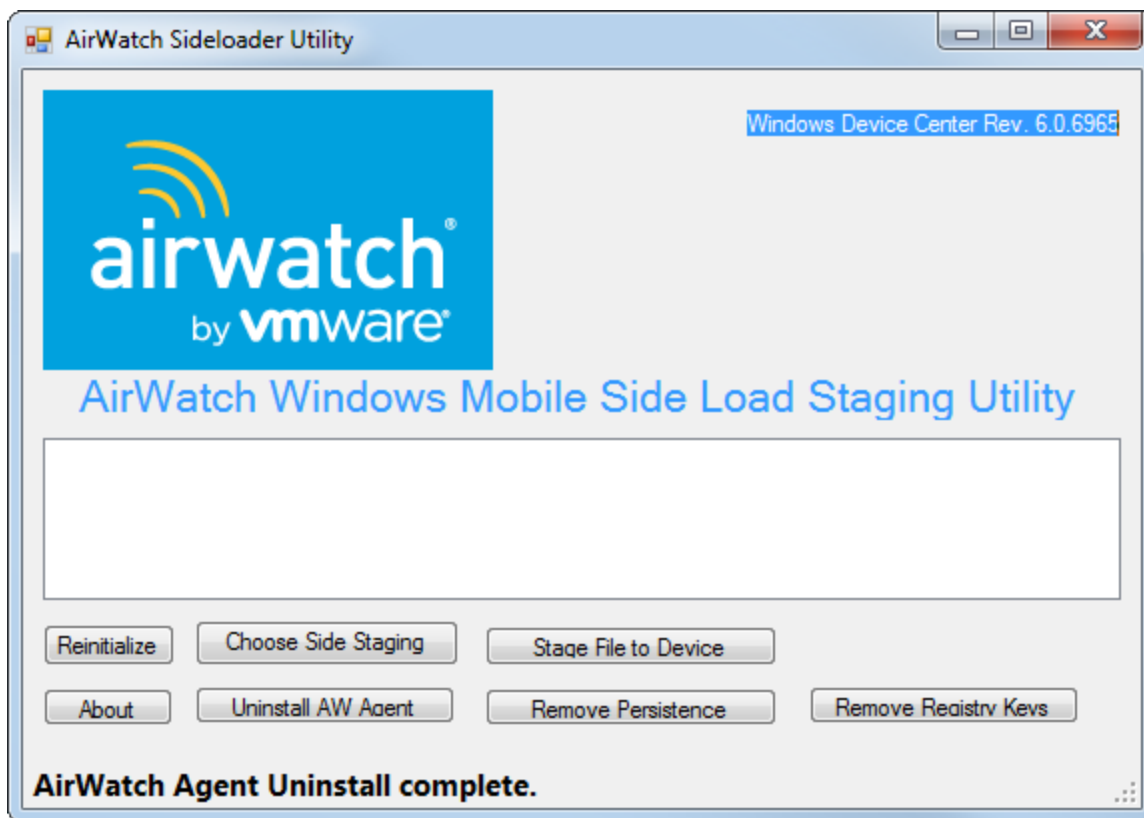 AirWatch Sideloader Utility
Windows Device Center Rev. 6.0.6965
airwatch®
by vmware®
AirWatch Windows Mobile Side Load Staging Utility
Reinitialize Choose Side Staging Stage File to Device
About Uninstall AW Agent Remove Persistence Remove Registry Keys
AirWatch Agent Uninstall complete.